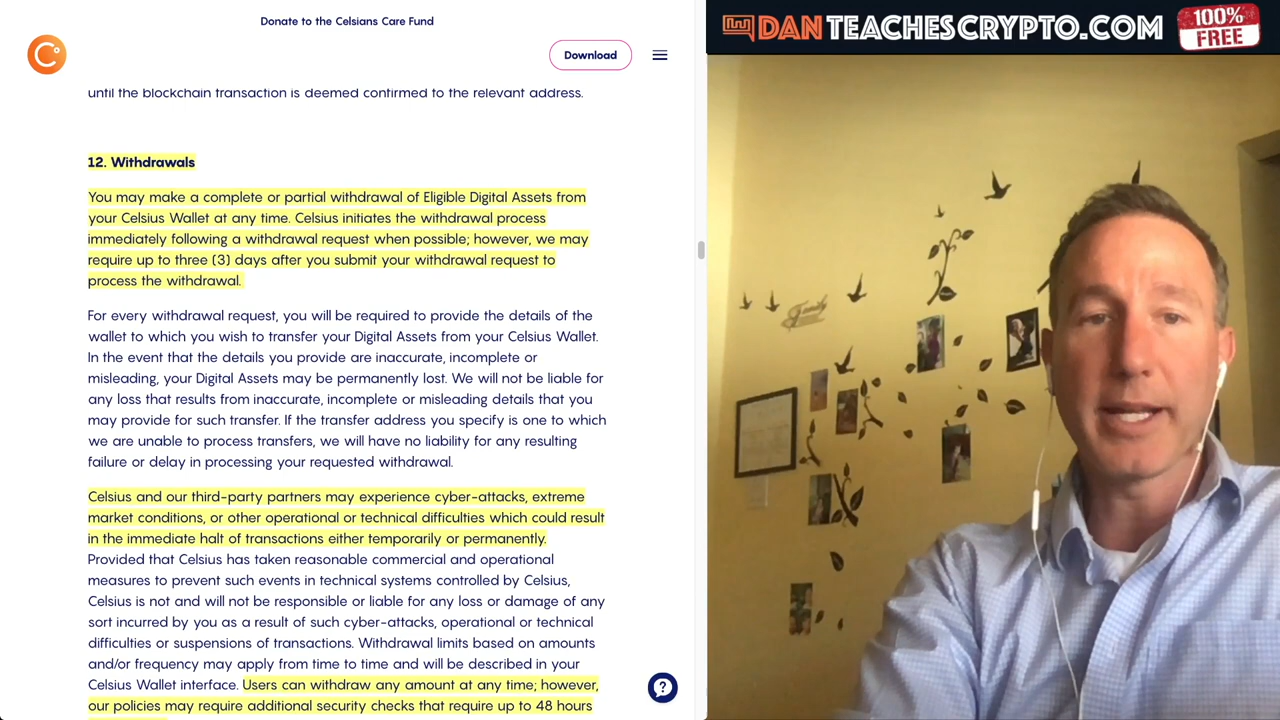 Donate to the Celsians Care Fund
Download
until the blockchain transaction is deemed confirmed to the relevant address.
12. Withdrawals
You may make a complete or partial withdrawal of Eligible Digital Assets from
your Celsius Wallet at any time. Celsius initiates the withdrawal process
immediately following a withdrawal request when possible; however, we may
require up to three (3) days after you submit your withdrawal request to
process the withdrawal.
For every withdrawal request, you will be required to provide the details of the
wallet to which you wish to transfer your Digital Assets from your Celsius Wallet.
In the event that the details you provide are inaccurate, incomplete or
misleading, your Digital Assets may be permanently lost. We will not be liable for
any loss that results from inaccurate, incomplete or misleading details that you
may provide for such transfer. If the transfer address you specify is one to which
we are unable to process transfers, we will have no liability for any resulting
failure or delay in processing your requested withdrawal.
Celsius and our third-party partners may experience cyber-attacks, extreme
market conditions, or other operational or technical difficulties which could result
in the immediate halt of transactions either temporarily or permanently.
Provided that Celsius has taken reasonable commercial and operational
measures to prevent such events in technical systems controlled by Celsius,
Celsius is not and will not be responsible or liable for any loss or damage of any
sort incurred by you as a result of such cyber-attacks, operational or technical
difficulties or suspensions of transactions. Withdrawal limits based on amounts
and/or frequency may apply from time to time and will be described in your
Celsius Wallet interface. Users can withdraw any amount at any time; however,
our policies may require additional security checks that require up to 48 hours
DANTEACHESCRYPTO.COM
100%
FREE